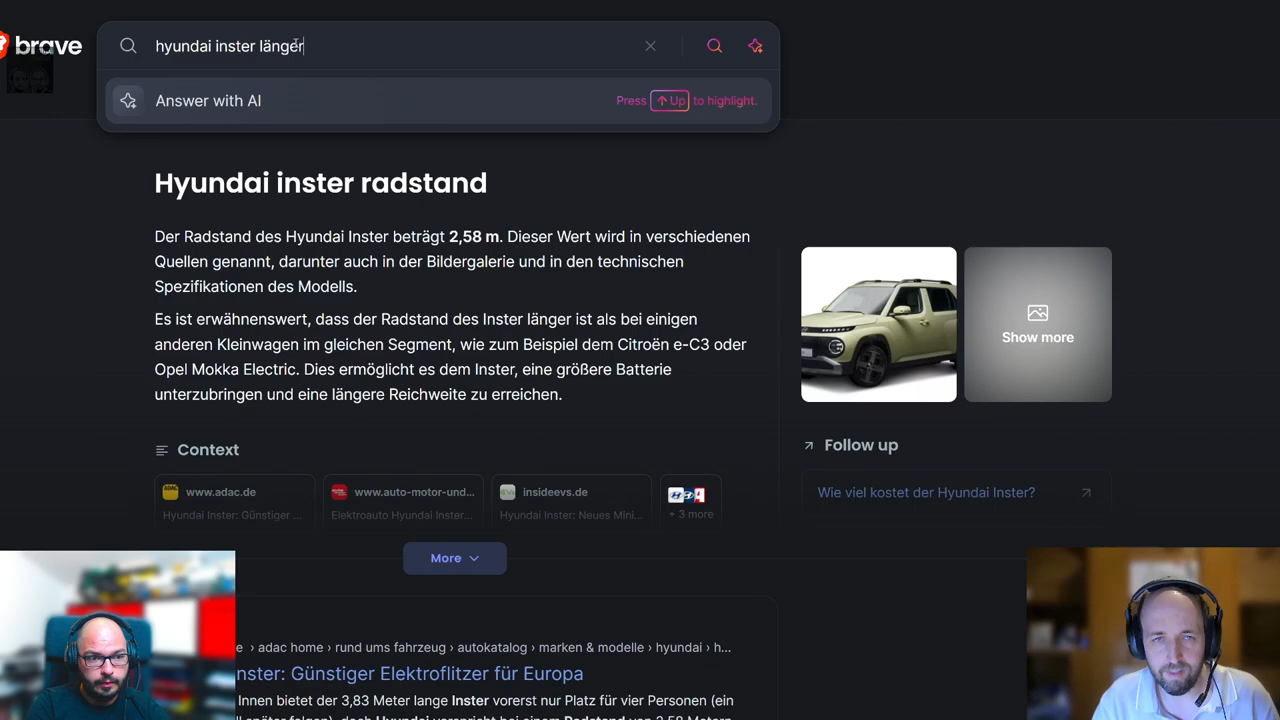 brave
hyundai inster länger
Answer with AI
Press Up to highlight.
Hyundai inster radstand
Der Radstand des Hyundai Inster beträgt 2,58 m. Dieser Wert wird in verschiedenen
Quellen genannt, darunter auch in der Bildergalerie und in den technischen
Spezifikationen des Modells.
Es ist erwähnenswert, dass der Radstand des Inster länger ist als bei einigen
anderen Kleinwagen im gleichen Segment, wie zum Beispiel dem Citroën e-C3 oder
Opel Mokka Electric. Dies ermöglicht es dem Inster, eine größere Batterie
unterzubringen und eine längere Reichweite zu erreichen.
Show more
Context
Follow up
www.adac.de
Hyundai Inster: Günstiger ...
www.auto-motor-und...
Elektroauto Hyundai Inster...
insideevs.de
Hyundai Inster: Neues Mini...
+ 3 more
Wie viel kostet der Hyundai Inster?
More
e › adac home › rund ums fahrzeug › autokatalog › marken & modelle › hyundai › h...
nster: Günstiger Elektroflitzer für Europa
Innen bietet der 3,83 Meter lange Inster vorerst nur Platz für vier Personen (ein